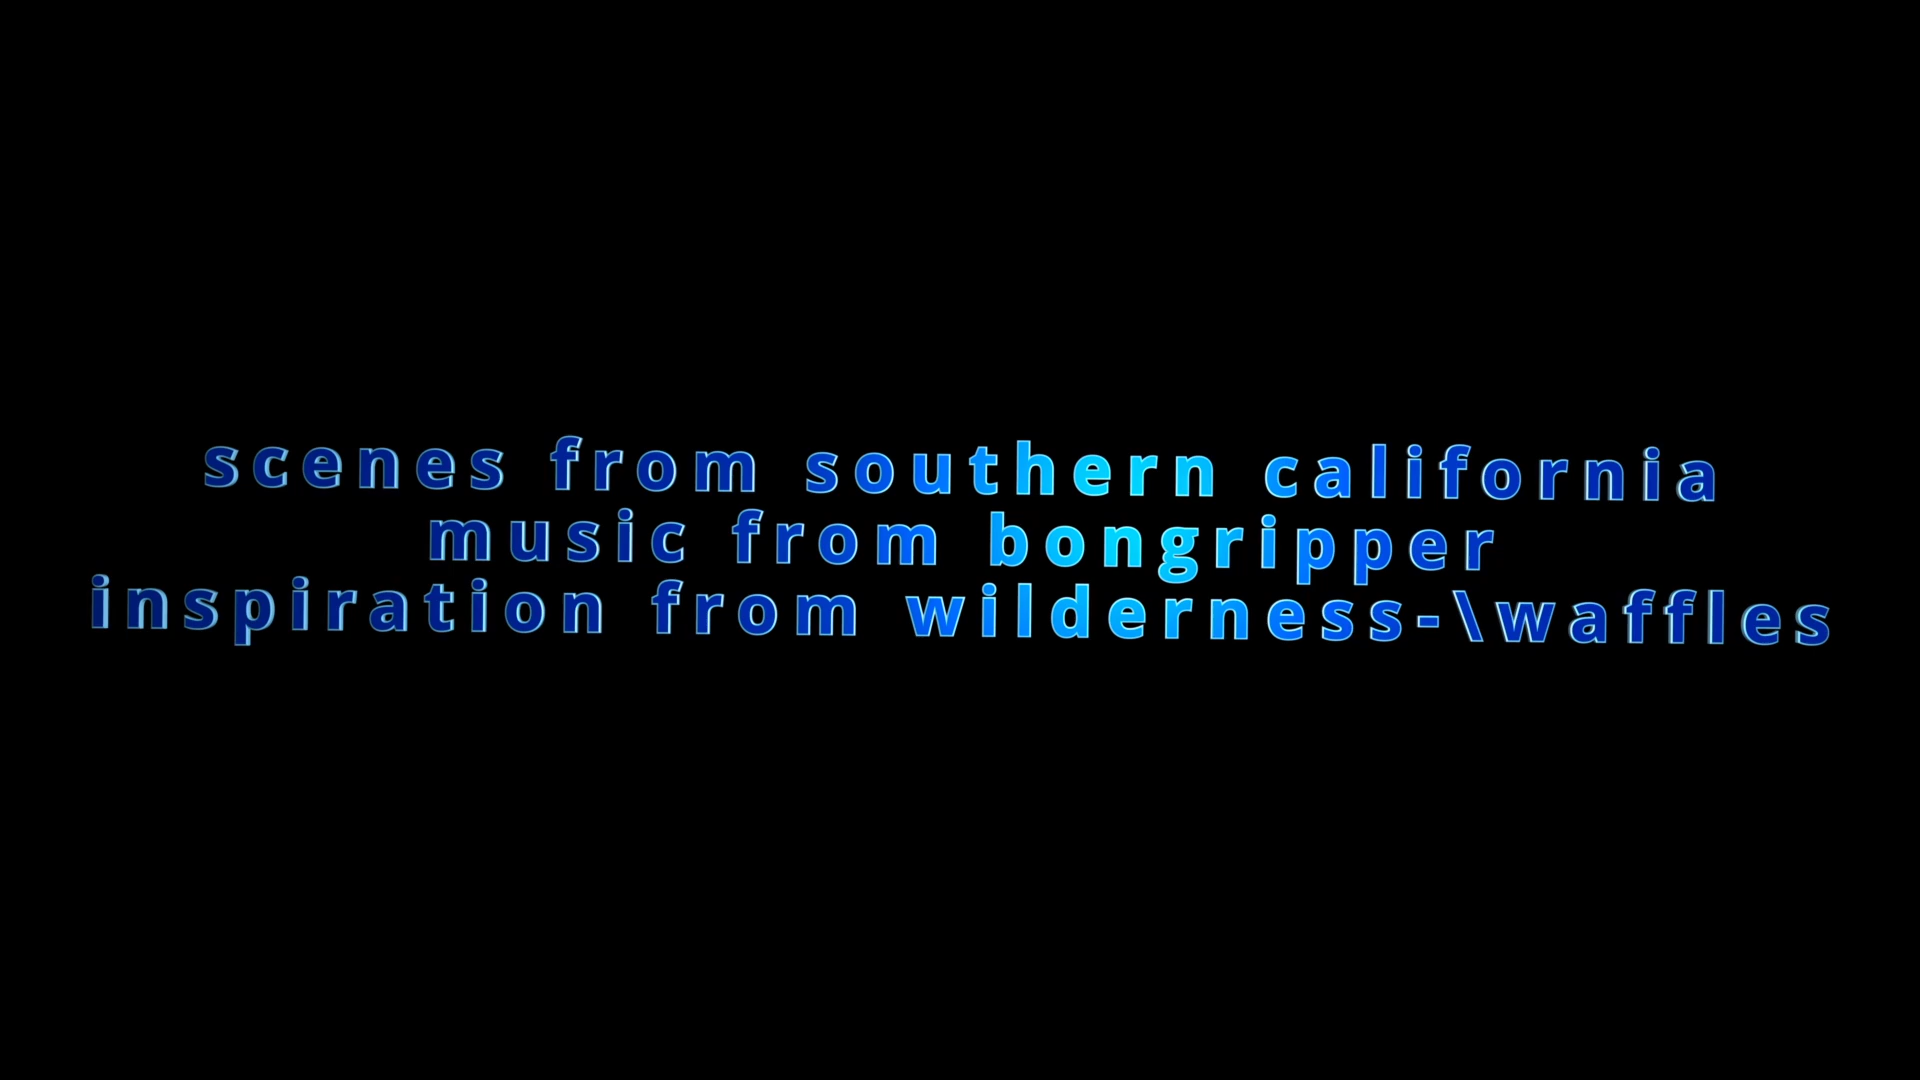 scenes from southern california
music from bongripper
inspiration from wilderness-\waffles